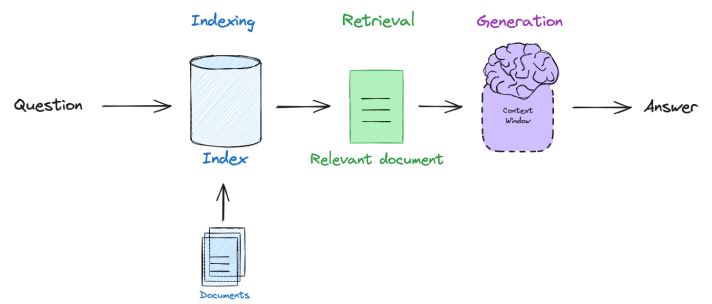 Indexing
Retrieval
Generation
Question
Context
Window
Answer
Index
Relevant document
Documents